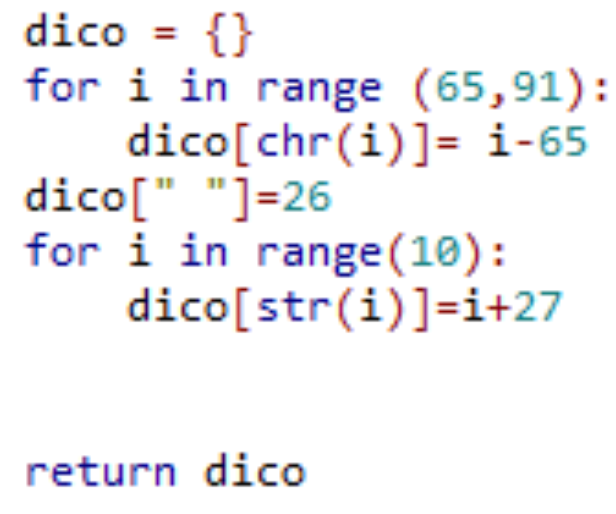 dico = {}
for i in range (65,91):
    dico[chr(i)]= i-65
dico[" "]=26
for i in range(10):
    dico[str(i)]=i+27
return dico